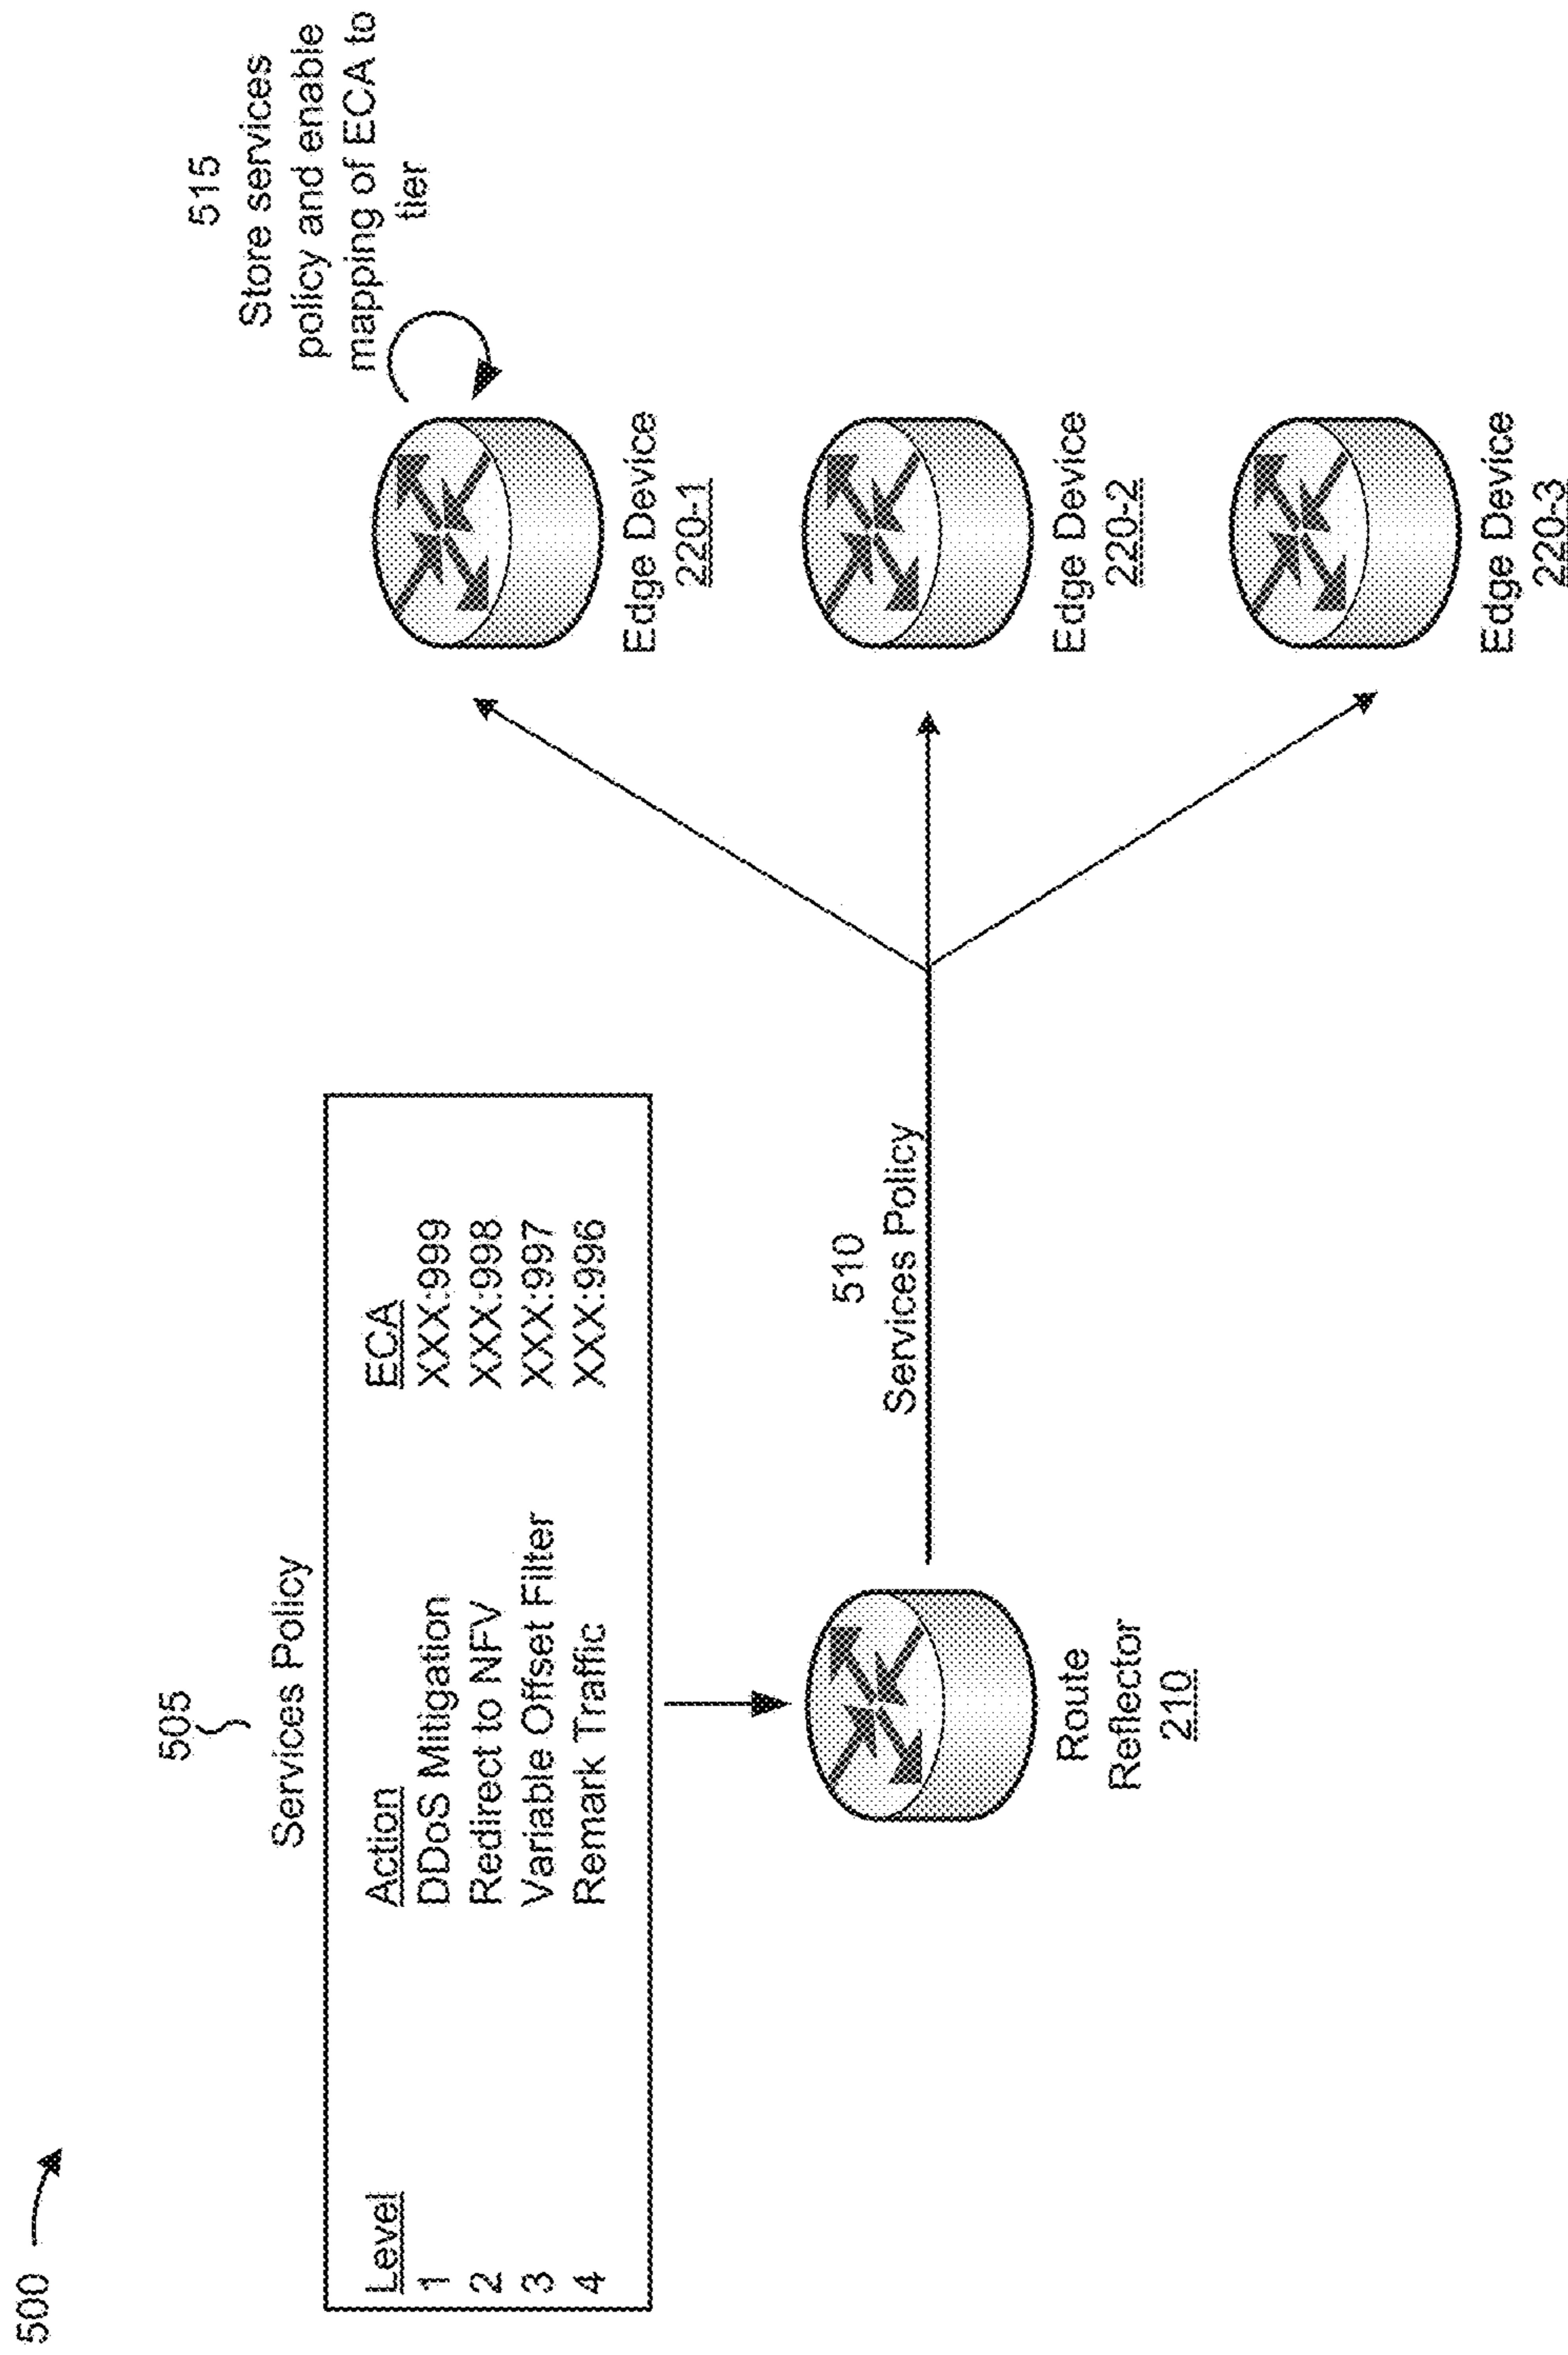 500
505
Services Policy
Level Action ECA
1 DDoS Mitigation XXX:999
2 Redirect to NFV XXX:998
3 Variable Offset Filter XXX:997
4 Remark Traffic XXX:996
Route
Reflector
210
510
Services Policy
515
Store services
policy and enable
mapping of ECA to
tier
Edge Device
220-1
Edge Device
220-2
Edge Device
220-3